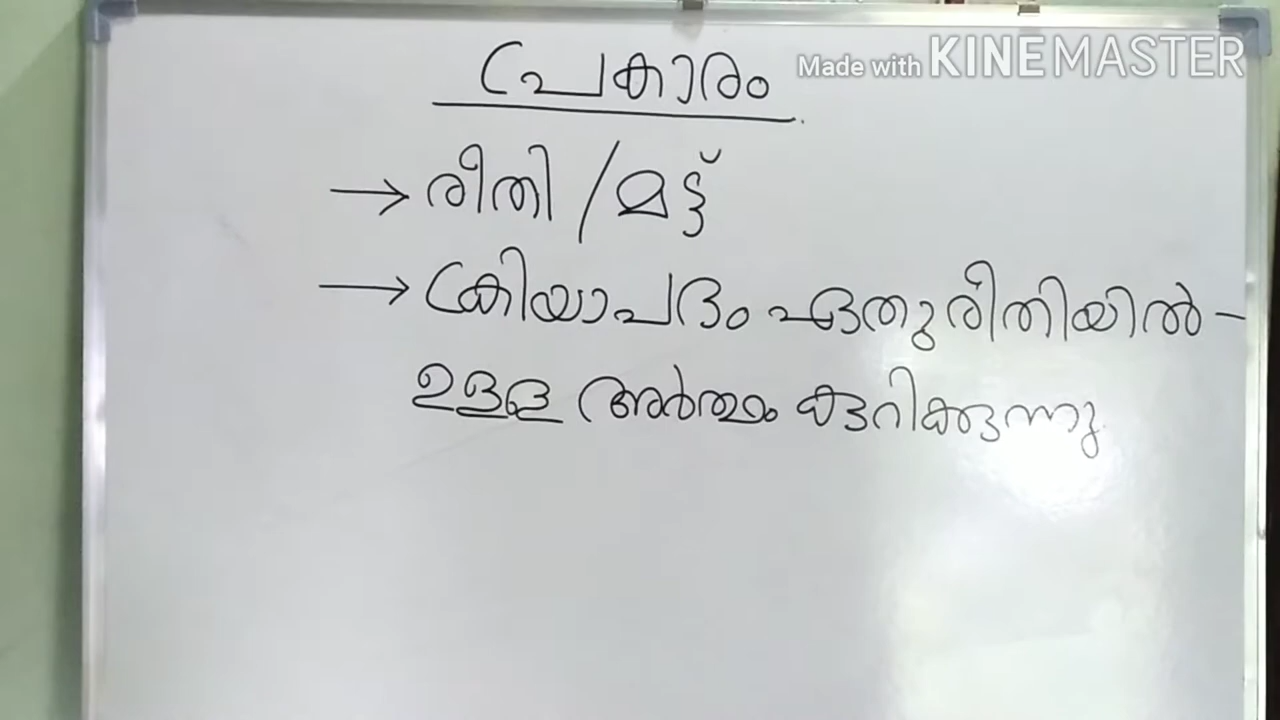 പ്രകാരം
Made with KINEMASTER
→ രീതി / മട്ട്
→ ക്രിയാപദം ഏതു രീതിയിൽ -
ഉള്ള അർത്ഥം കുറിക്കുന്നു